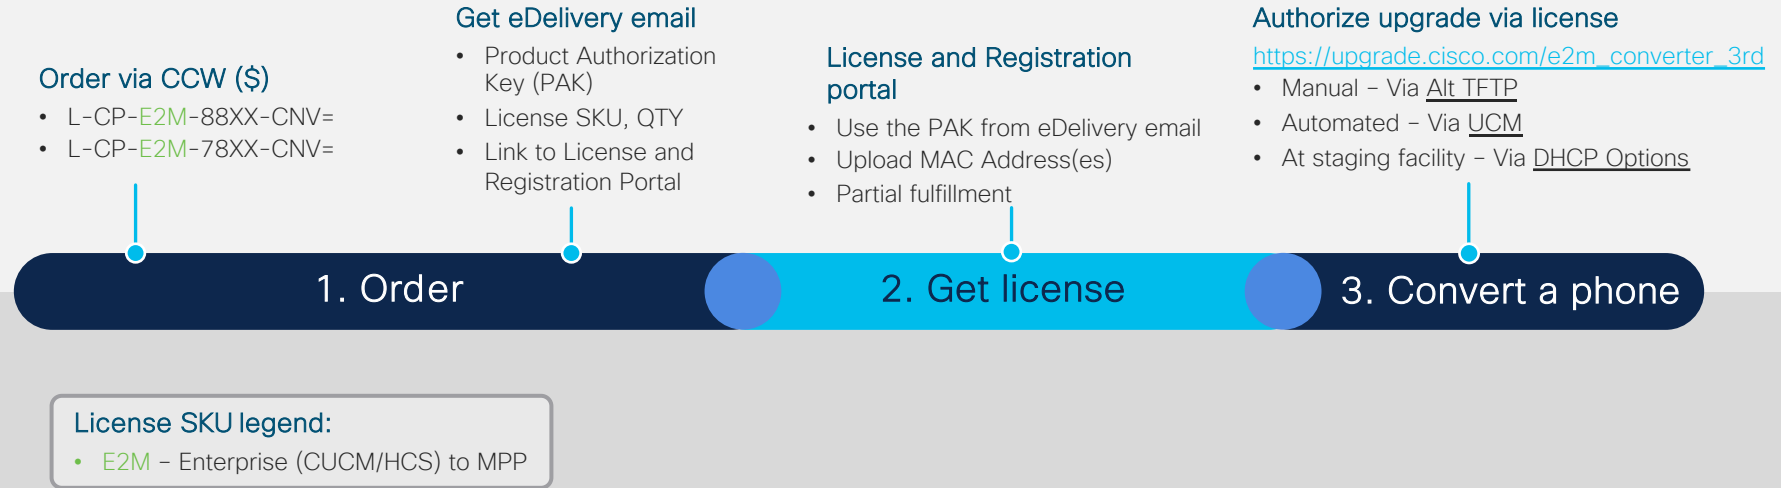 Order via CCW ($)
• L-CP-E2M-88XX-CNV=
• L-CP-E2M-78XX-CNV=
Get eDelivery email
• Product Authorization
Key (PAK)
• License SKU, QTY
• Link to License and
Registration Portal
License and Registration
portal
• Use the PAK from eDelivery email
• Upload MAC Address(es)
• Partial fulfillment
Authorize upgrade via license
https://upgrade.cisco.com/e2m_converter_3rd
• Manual – Via Alt TFTP
• Automated – Via UCM
• At staging facility – Via DHCP Options
1. Order
2. Get license
3. Convert a phone
License SKU legend:
• E2M – Enterprise (CUCM/HCS) to MPP